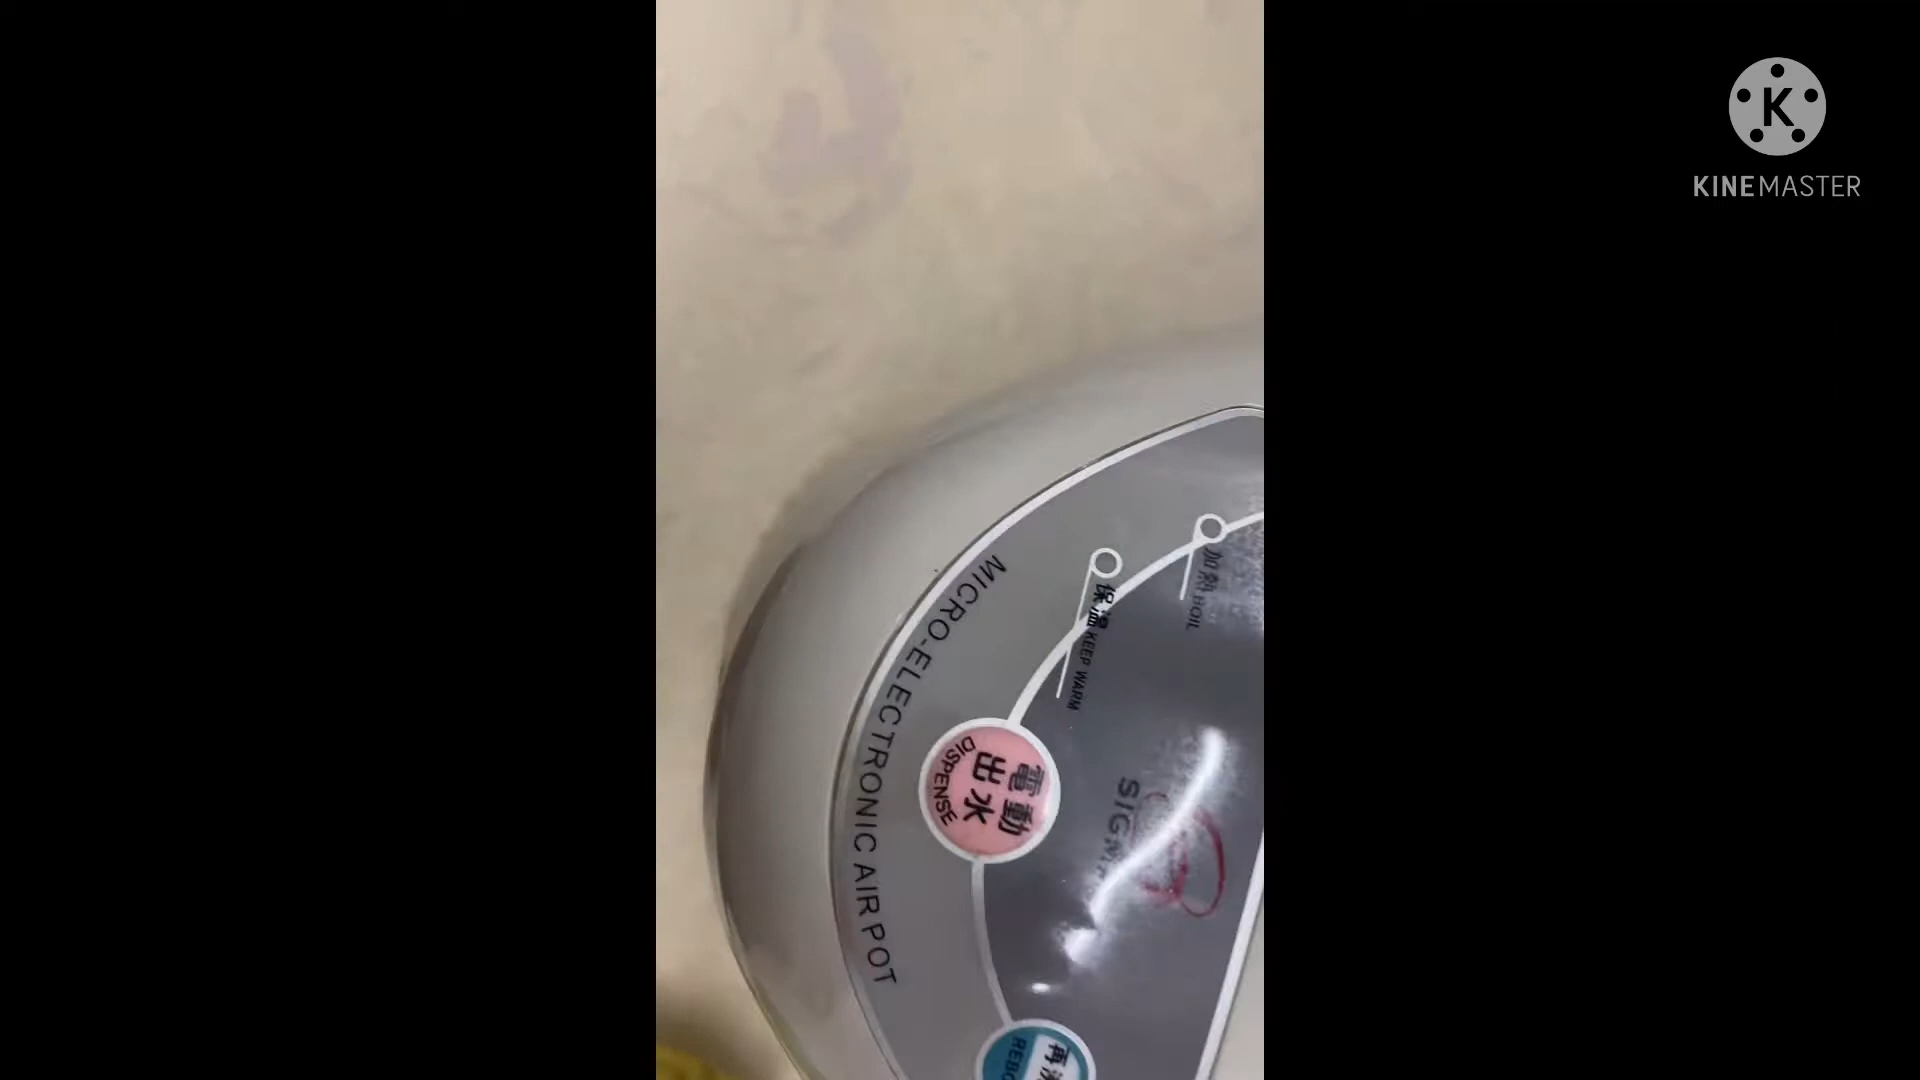 KINEMASTER
MICRO-ELECTRONIC AIR POT
加熱 BOIL
保溫 KEEP WARM
電動
出水
DISPENSE